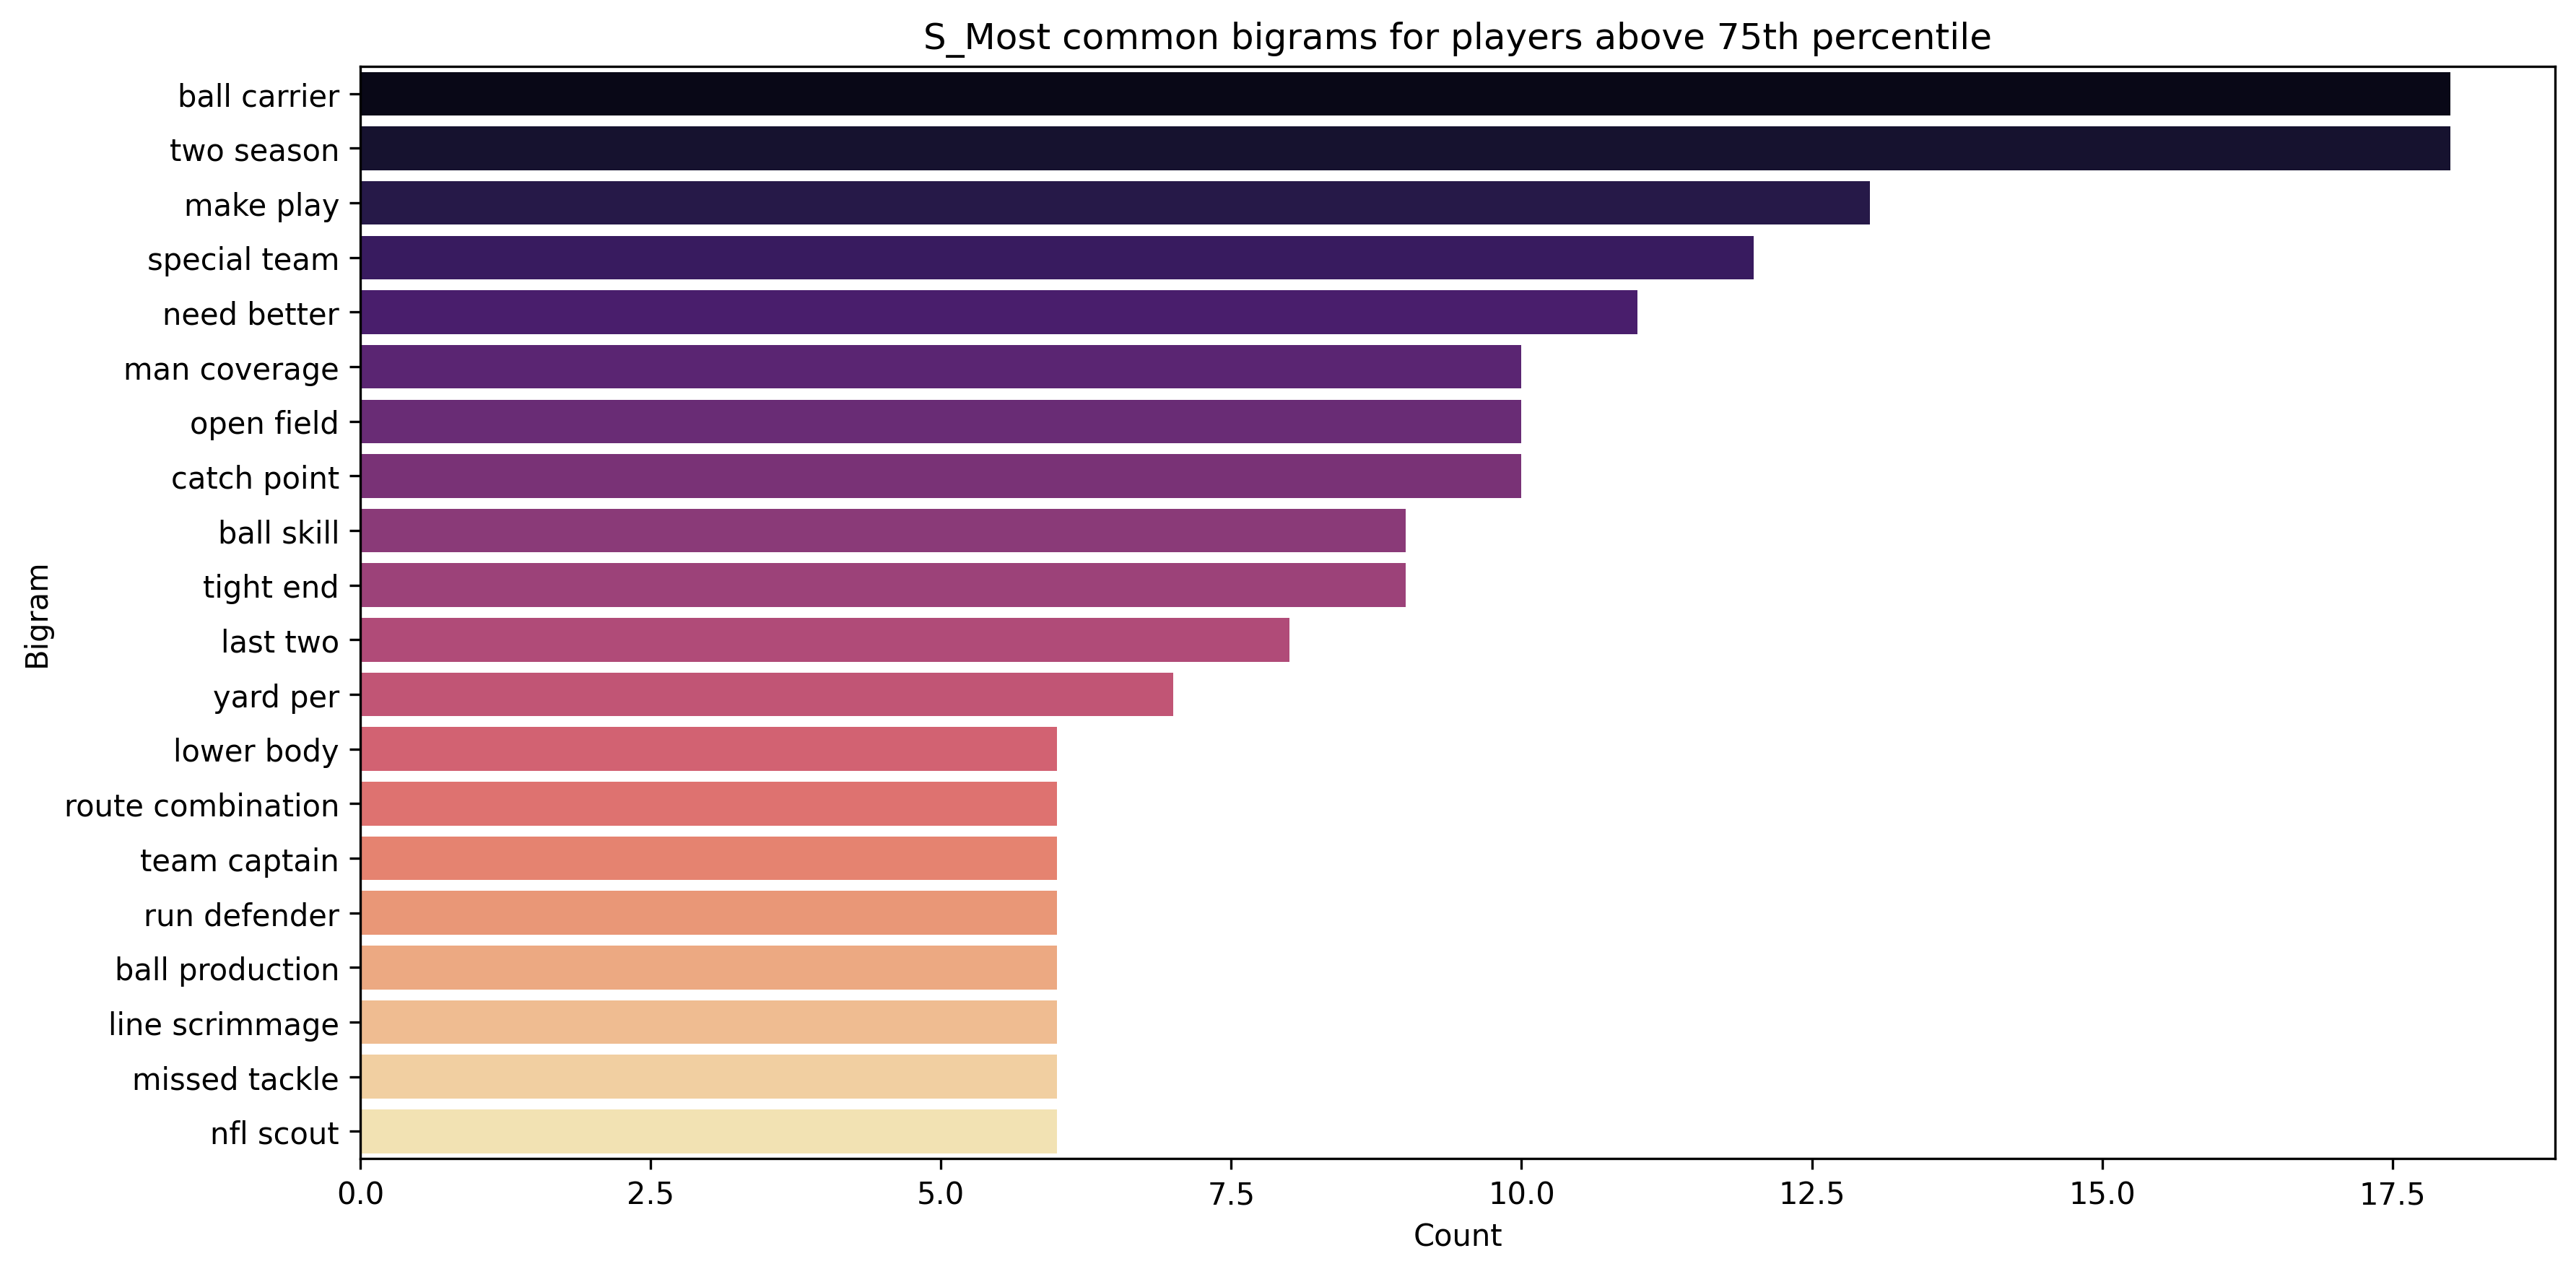 S_Most common bigrams for players above 75th percentile
ball carrier
two season
make play
special team
need better
man coverage
open field
catch point
ball skill
tight end
last two
yard per
lower body
route combination
team captain
run defender
ball production
line scrimmage
missed tackle
nfl scout
Bigram
0.0 2.5 5.0 7.5 10.0 12.5 15.0 17.5
Count